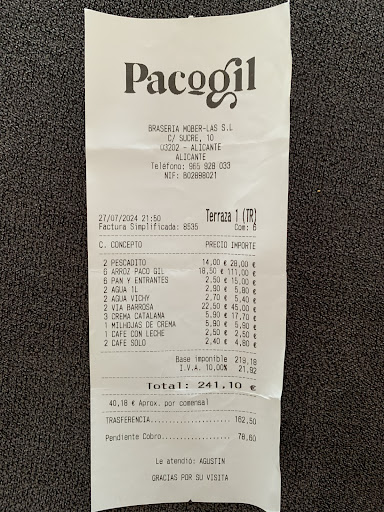 Pacogil
BRASERIA MOBER-LAS S.L
C/ SUCRE, 10
03202 - ALICANTE
ALICANTE
Teléfono: 965 928 033
NIF: B02898021
27/07/2024 21:50 Terraza 1 (TR)
Factura Simplificada: 8535 Com: 6
C. CONCEPTO PRECIO IMPORTE
2 PESCADITO 14,00 € 28,00 €
6 ARROZ PACO GIL 18,50 € 111,00 €
6 PAN Y ENTRANTES 2,50 € 15,00 €
2 AGUA 1L 2,90 € 5,80 €
2 AGUA VICHY 2,70 € 5,40 €
2 VIA BARROSA 22,50 € 45,00 €
3 CREMA CATALANA 5,90 € 17,70 €
1 MILHOJAS DE CREMA 5,90 € 5,90 €
1 CAFE CON LECHE 2,50 € 2,50 €
2 CAFE SOLO 2,40 € 4,80 €
Base imponible 219,18
I.V.A. 10,00% 21,92
Total: 241,10 €
40,18 € Aprox. por comensal
TRASFERENCIA.................... 162,50
Pendiente Cobro................. 78,60
Le atendió: AGUSTIN
GRACIAS POR SU VISITA